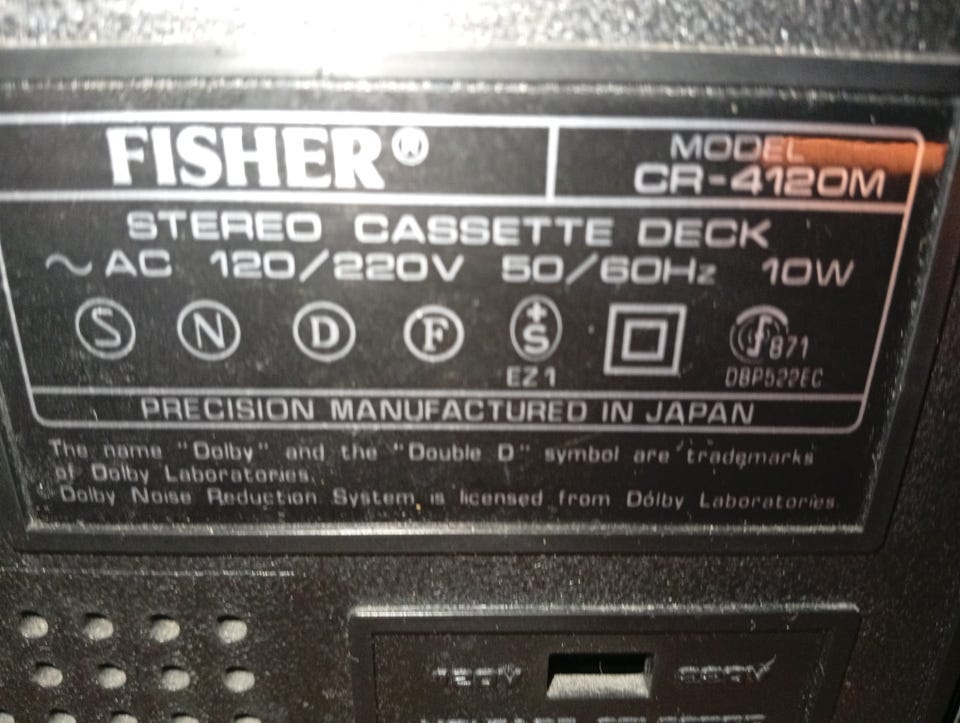 FISHER®
MODEL
CR-4120M
STEREO CASSETTE DECK
~ AC 120/220V 50/60Hz 10W
S N D F +S
EZ1
871
DBP522EC
PRECISION MANUFACTURED IN JAPAN
The name "Dolby" and the "Double D" symbol are trademarks
of Dolby Laboratories.
Dolby Noise Reduction System is licensed from Dolby Laboratories.